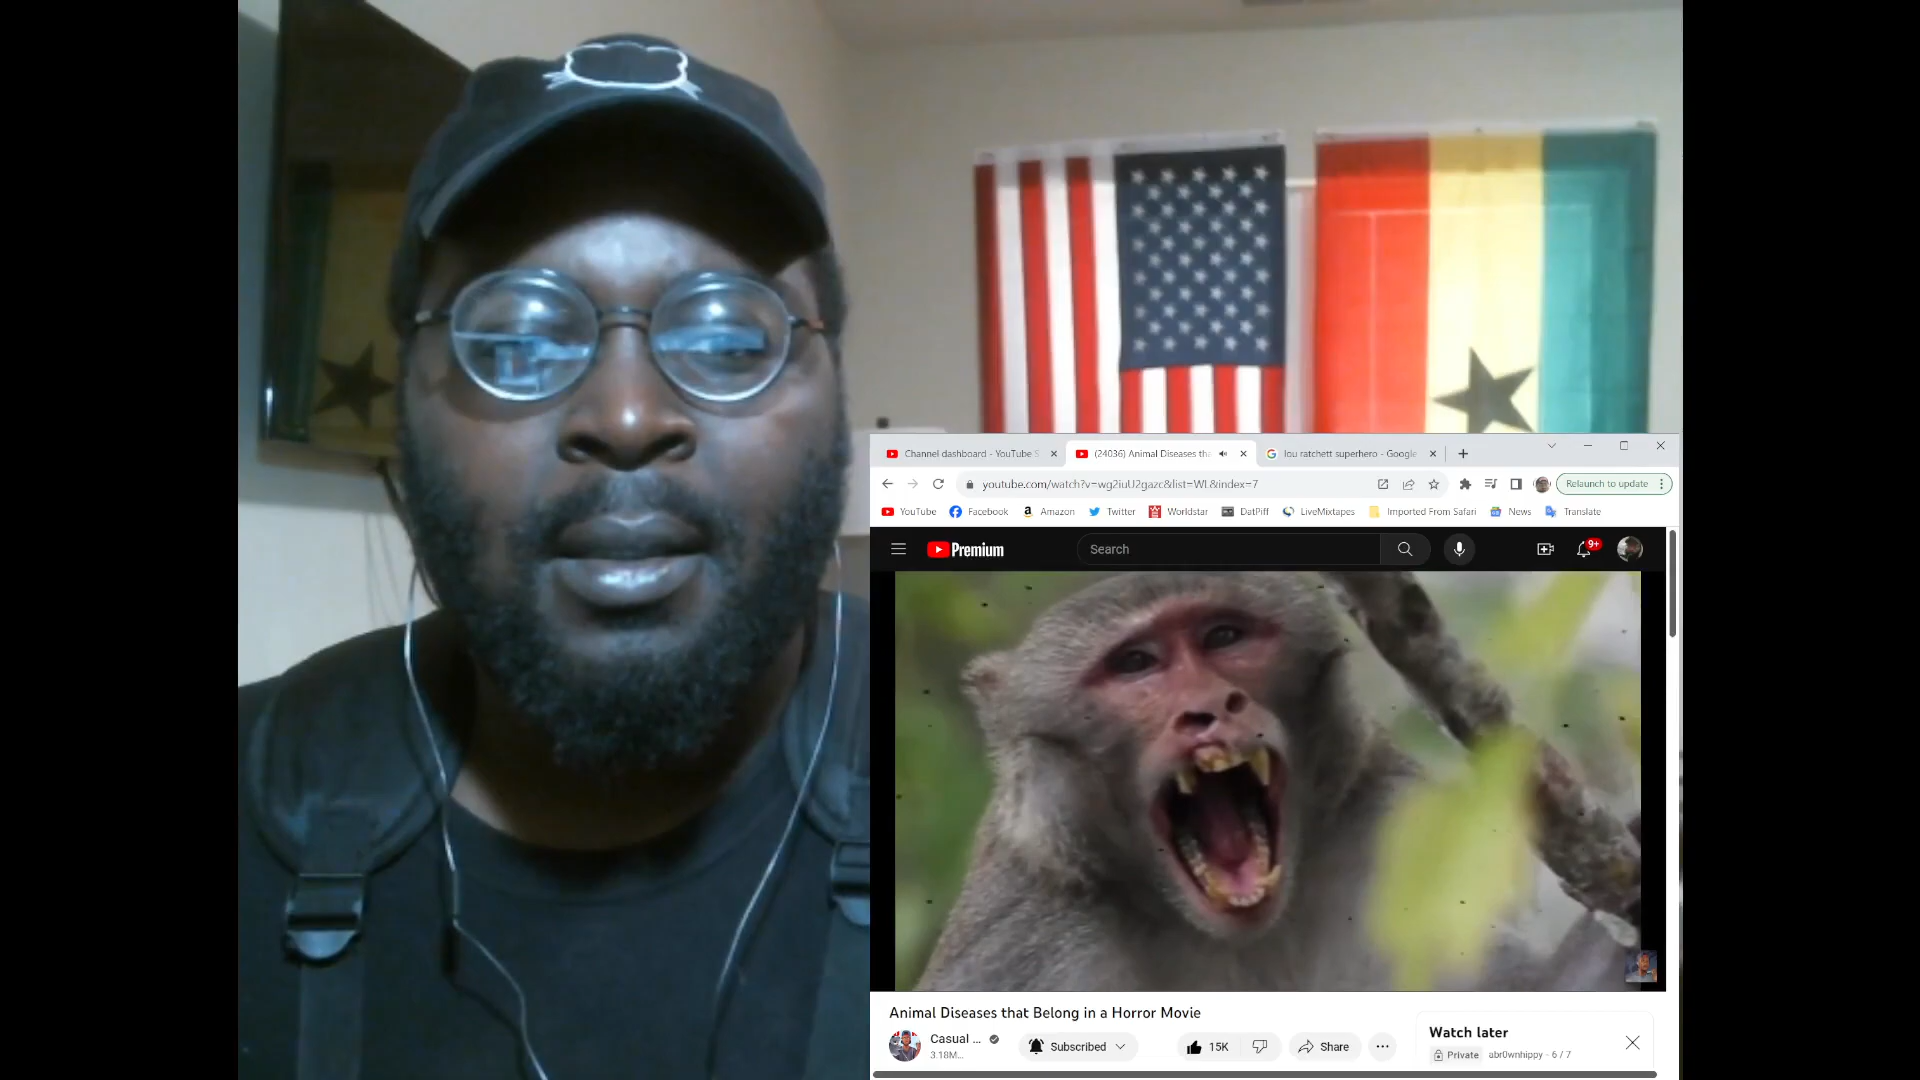 Channel dashboard - YouTube S
(24036) Animal Diseases tha
lou ratchett superhero - Google
youtube.com/watch?v=wg2iuU2gazc&list=WL&index=7
Relaunch to update
YouTube
Facebook
Amazon
Twitter
Worldstar
DatPiff
LiveMixtapes
Imported From Safari
News
Translate
Premium
Search
9+
Animal Diseases that Belong in a Horror Movie
Casual ...
3.18M...
Subscribed
15K
Share
Watch later
Private
abr0wnhippy - 6 / 7